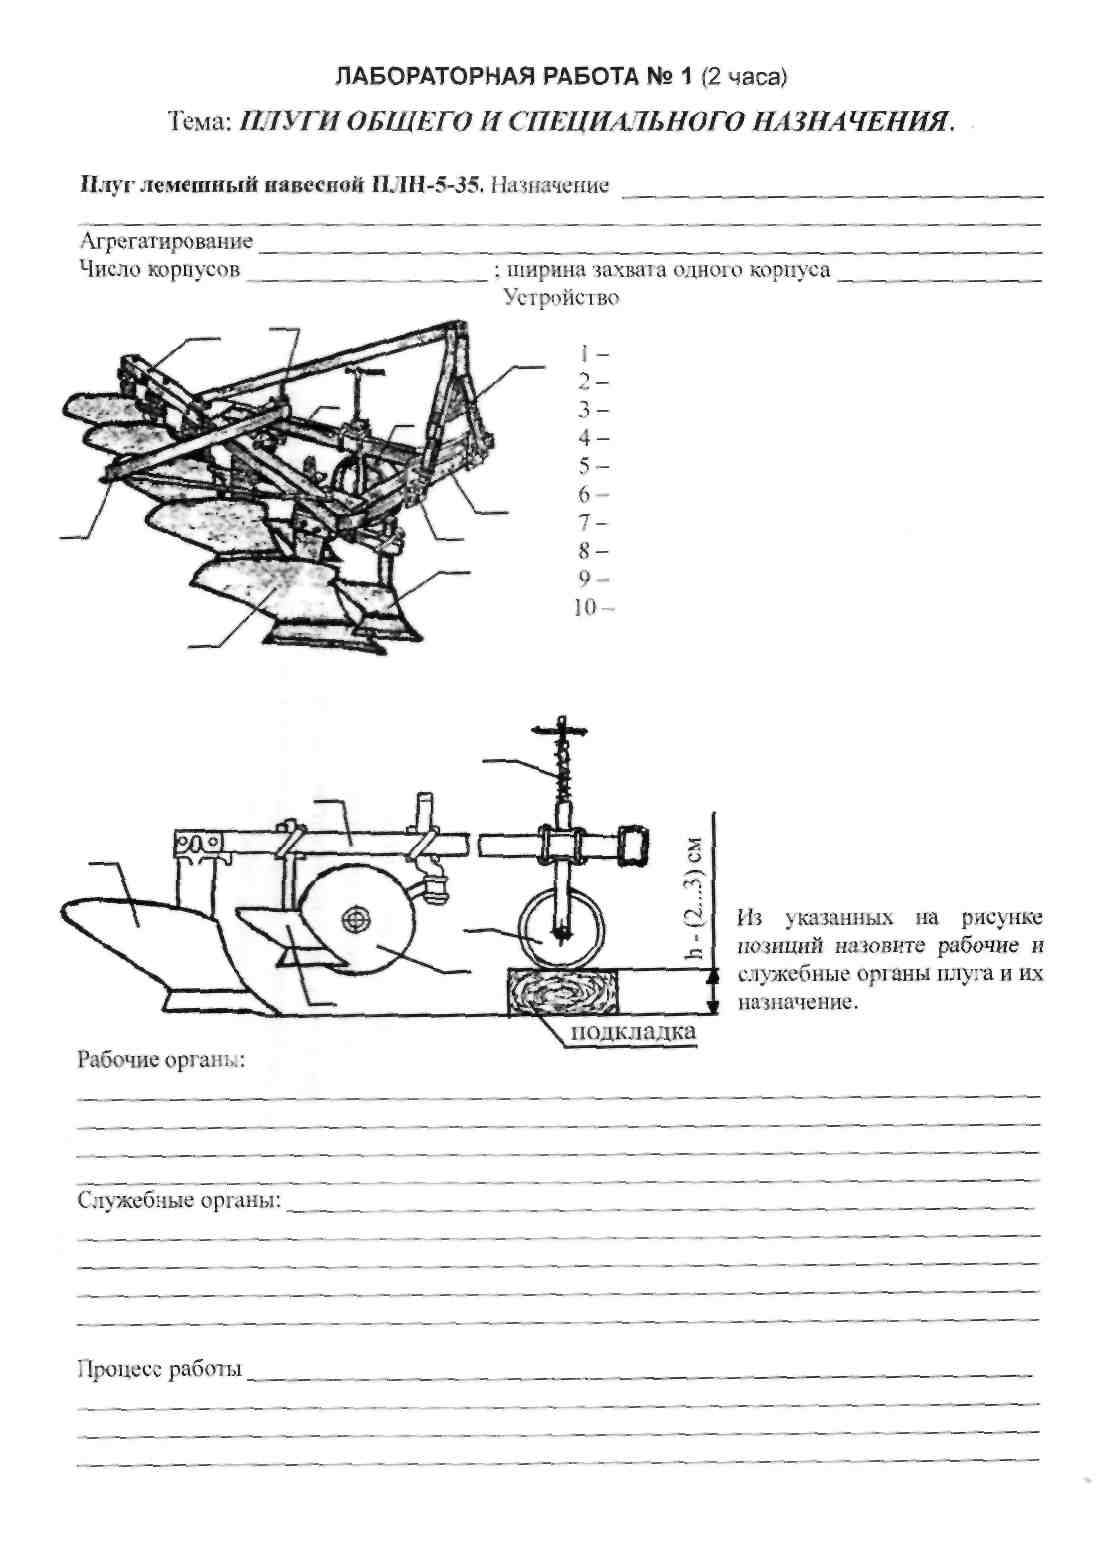 ЛАБОРАТОРНАЯ РАБОТА № 1 (2 часа)
Тема: ПЛУГИ ОБЩЕГО И СПЕЦИАЛЬНОГО НАЗНАЧЕНИЯ.
Плуг лемешный навесной ПЛН-5-35. Назначение
Агрегатирование
Число корпусов ; ширина захвата одного корпуса
Устройство
1 –
2 –
3 –
4 –
5 –
6 –
7 –
8 –
9 –
10 –
h - (2...3) см
Из указанных на рисунке
позиций назовите рабочие и
служебные органы плуга и их
назначение.
подкладка
Рабочие органы:
Служебные органы:
Процесс работы